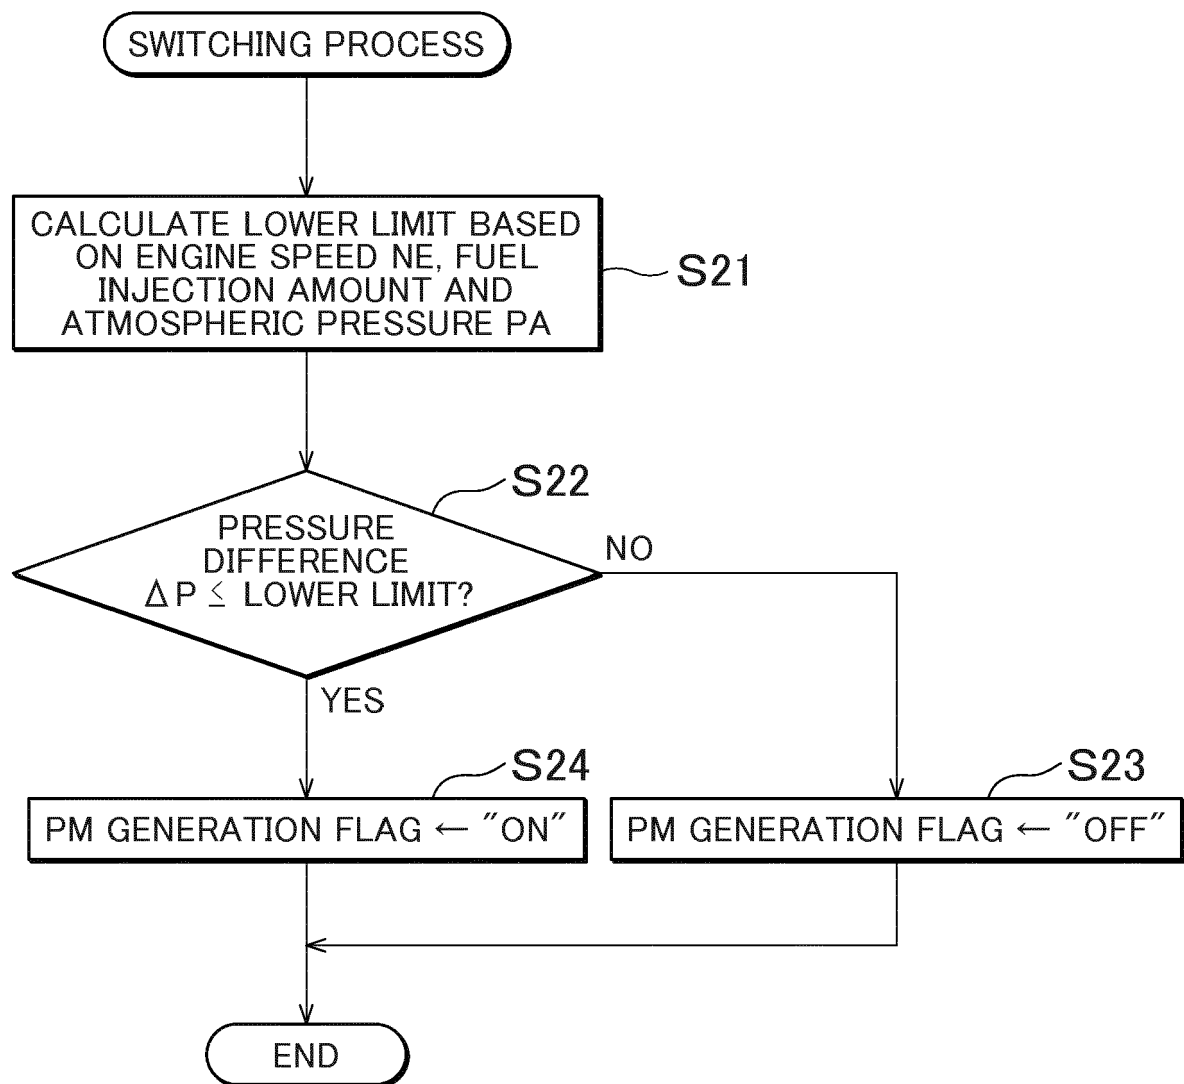 SWITCHING PROCESS
CALCULATE LOWER LIMIT BASED
ON ENGINE SPEED NE, FUEL
INJECTION AMOUNT AND
ATMOSPHERIC PRESSURE PA
S21
S22
PRESSURE
DIFFERENCE
ΔP ≤ LOWER LIMIT?
NO
YES
S24
PM GENERATION FLAG ← "ON"
S23
PM GENERATION FLAG ← "OFF"
END